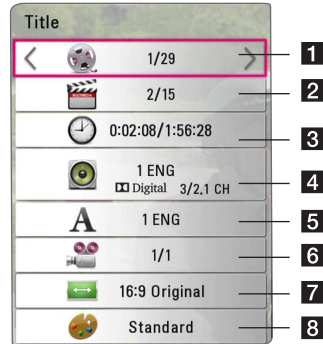 Title
1/29 1
2/15 2
0:02:08/1:56:28 3
1 ENG
Digital 3/2.1 CH 4
A 1 ENG 5
1/1 6
16:9 Original 7
Standard 8